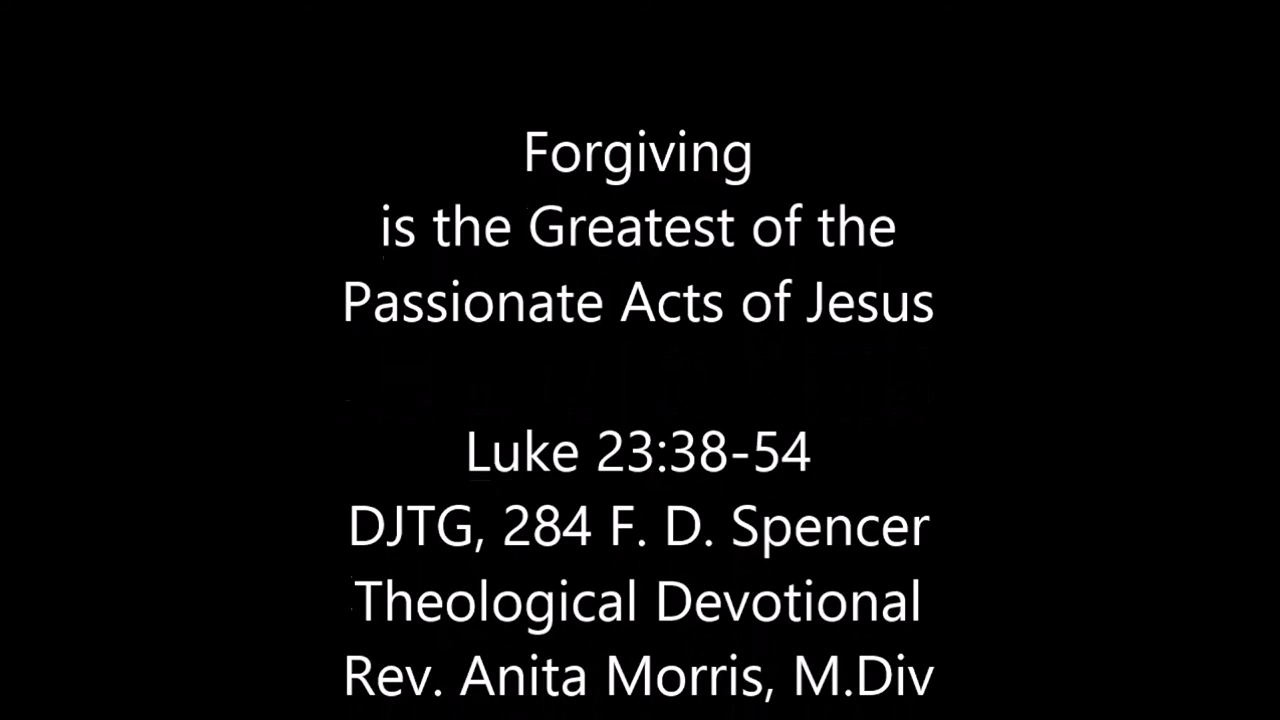 Forgiving
is the Greatest of the
Passionate Acts of Jesus
Luke 23:38-54
DJTG, 284 F. D. Spencer
Theological Devotional
Rev. Anita Morris, M.Div